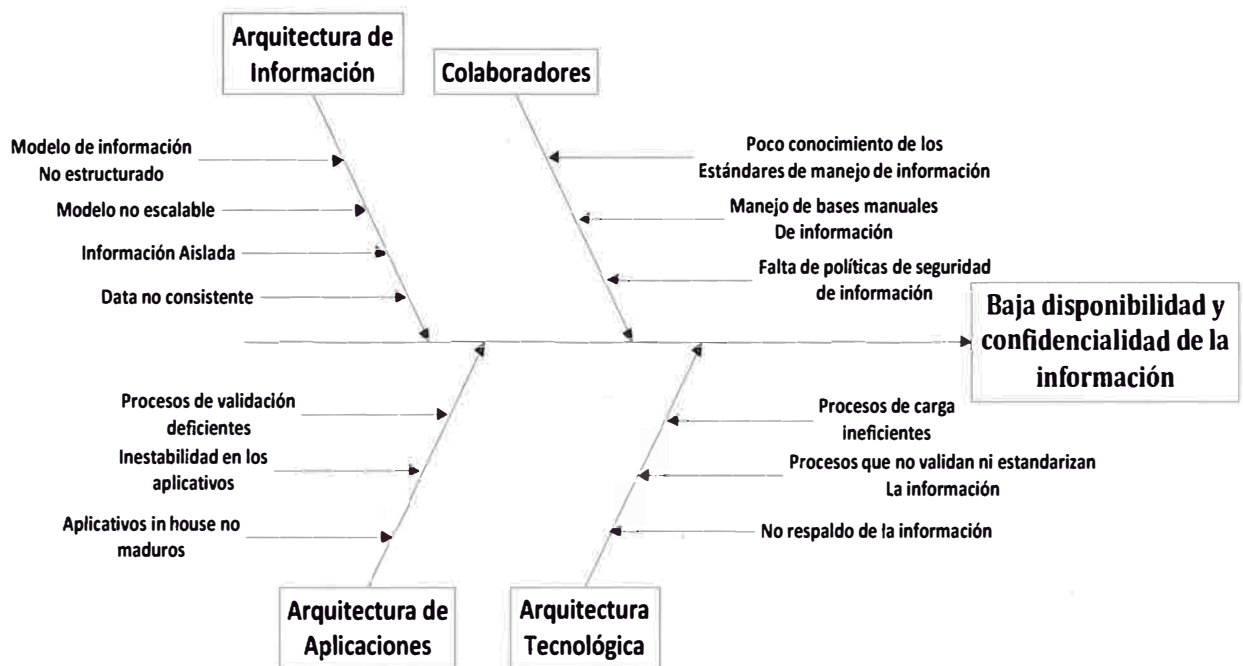 Arquitectura de
Información
Colaboradores
Modelo de información
No estructurado
Modelo no escalable
Información Aislada
Data no consistente
Poco conocimiento de los
Estándares de manejo de información
Manejo de bases manuales
De información
Falta de políticas de seguridad
de información
Baja disponibilidad y
confidencialidad de la
información
Procesos de validación
deficientes
Inestabilidad en los
aplicativos
Aplicativos in house no
maduros
Procesos de carga
ineficientes
Procesos que no validan ni estandarizan
La información
No respaldo de la información
Arquitectura de
Aplicaciones
Arquitectura
Tecnológica